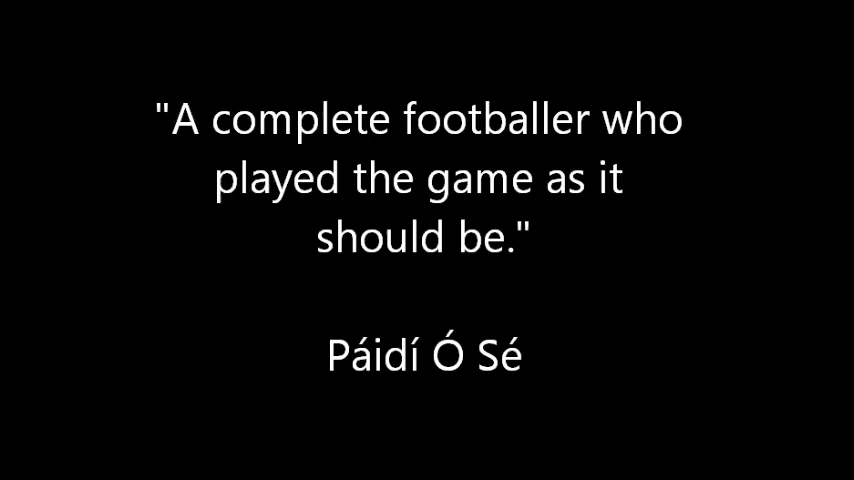 "A complete footballer who
played the game as it
should be."
Páidí Ó Sé